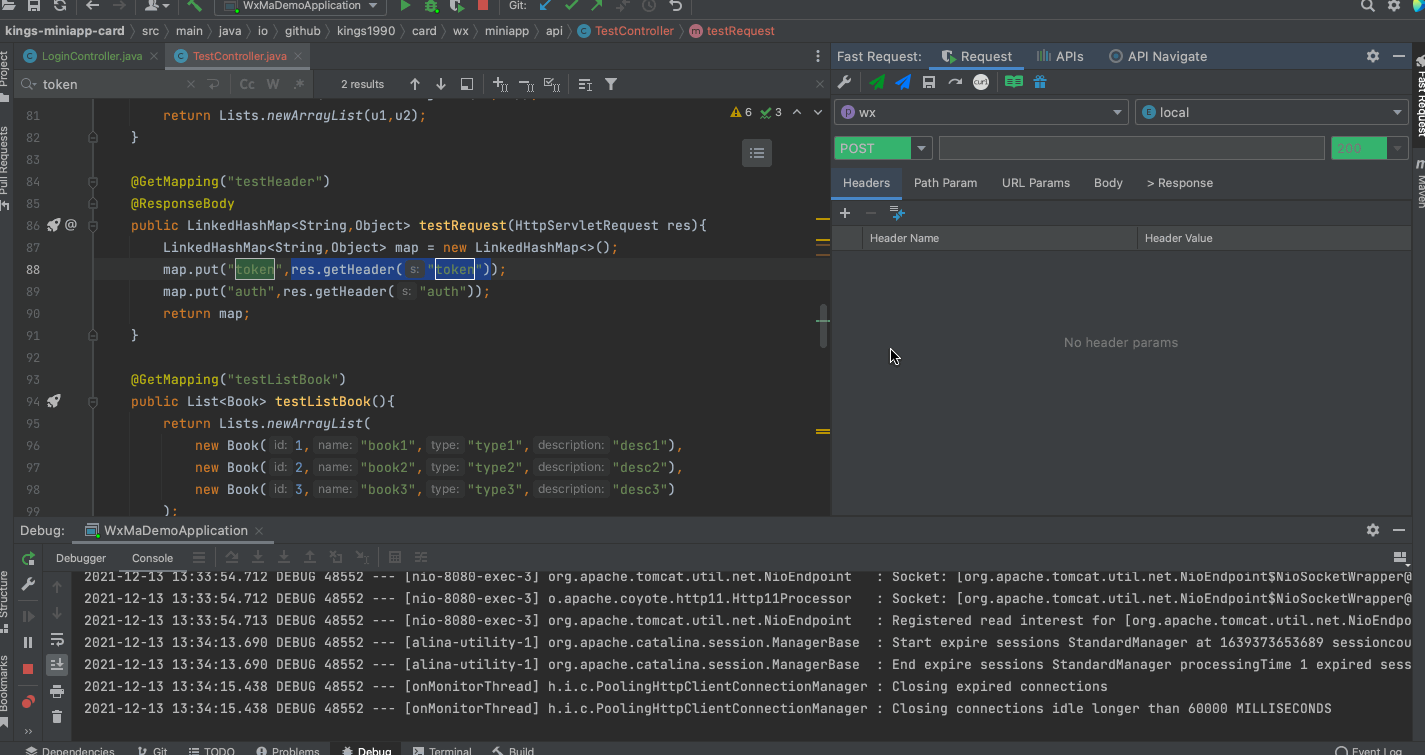 WxMaDemoApplication Git:
kings-miniapp-card › src › main › java › io › github › kings1990 › card › wx › miniapp › api › TestController › testRequest
LoginController.java TestController.java
token Cc W .* 2 results
81 return Lists.newArrayList(u1,u2);
82 }
83
84 @GetMapping("testHeader")
85 @ResponseBody
86 public LinkedHashMap<String,Object> testRequest(HttpServletRequest res){
87 LinkedHashMap<String,Object> map = new LinkedHashMap<>();
88 map.put("token",res.getHeader( s: "token"));
89 map.put("auth",res.getHeader( s: "auth"));
90 return map;
91 }
92
93 @GetMapping("testListBook")
94 public List<Book> testListBook(){
95 return Lists.newArrayList(
96 new Book( id: 1, name: "book1", type: "type1", description: "desc1"),
97 new Book( id: 2, name: "book2", type: "type2", description: "desc2"),
98 new Book( id: 3, name: "book3", type: "type3", description: "desc3")
99 );
6 3
Fast Request: Request APIs API Navigate
curl
wx local
POST 200
Headers Path Param URL Params Body > Response
Header Name Header Value
No header params
Project
Pull Requests
Structure
Bookmarks
Fast Request
Maven
Debug: WxMaDemoApplication
Debugger Console
2021-12-13 13:33:54.712 DEBUG 48552 --- [nio-8080-exec-3] org.apache.tomcat.util.net.NioEndpoint : Socket: [org.apache.tomcat.util.net.NioEndpoint$NioSocketWrapper@
2021-12-13 13:33:54.712 DEBUG 48552 --- [nio-8080-exec-3] o.apache.coyote.http11.Http11Processor : Socket: [org.apache.tomcat.util.net.NioEndpoint$NioSocketWrapper@
2021-12-13 13:33:54.713 DEBUG 48552 --- [nio-8080-exec-3] org.apache.tomcat.util.net.NioEndpoint : Registered read interest for [org.apache.tomcat.util.net.NioEndpo
2021-12-13 13:34:13.690 DEBUG 48552 --- [alina-utility-1] org.apache.catalina.session.ManagerBase : Start expire sessions StandardManager at 1639373653689 sessioncou
2021-12-13 13:34:13.690 DEBUG 48552 --- [alina-utility-1] org.apache.catalina.session.ManagerBase : End expire sessions StandardManager processingTime 1 expired sess
2021-12-13 13:34:15.438 DEBUG 48552 --- [onMonitorThread] h.i.c.PoolingHttpClientConnectionManager : Closing expired connections
2021-12-13 13:34:15.438 DEBUG 48552 --- [onMonitorThread] h.i.c.PoolingHttpClientConnectionManager : Closing connections idle longer than 60000 MILLISECONDS
Dependencies Git TODO Problems Debug Terminal Build Event Log